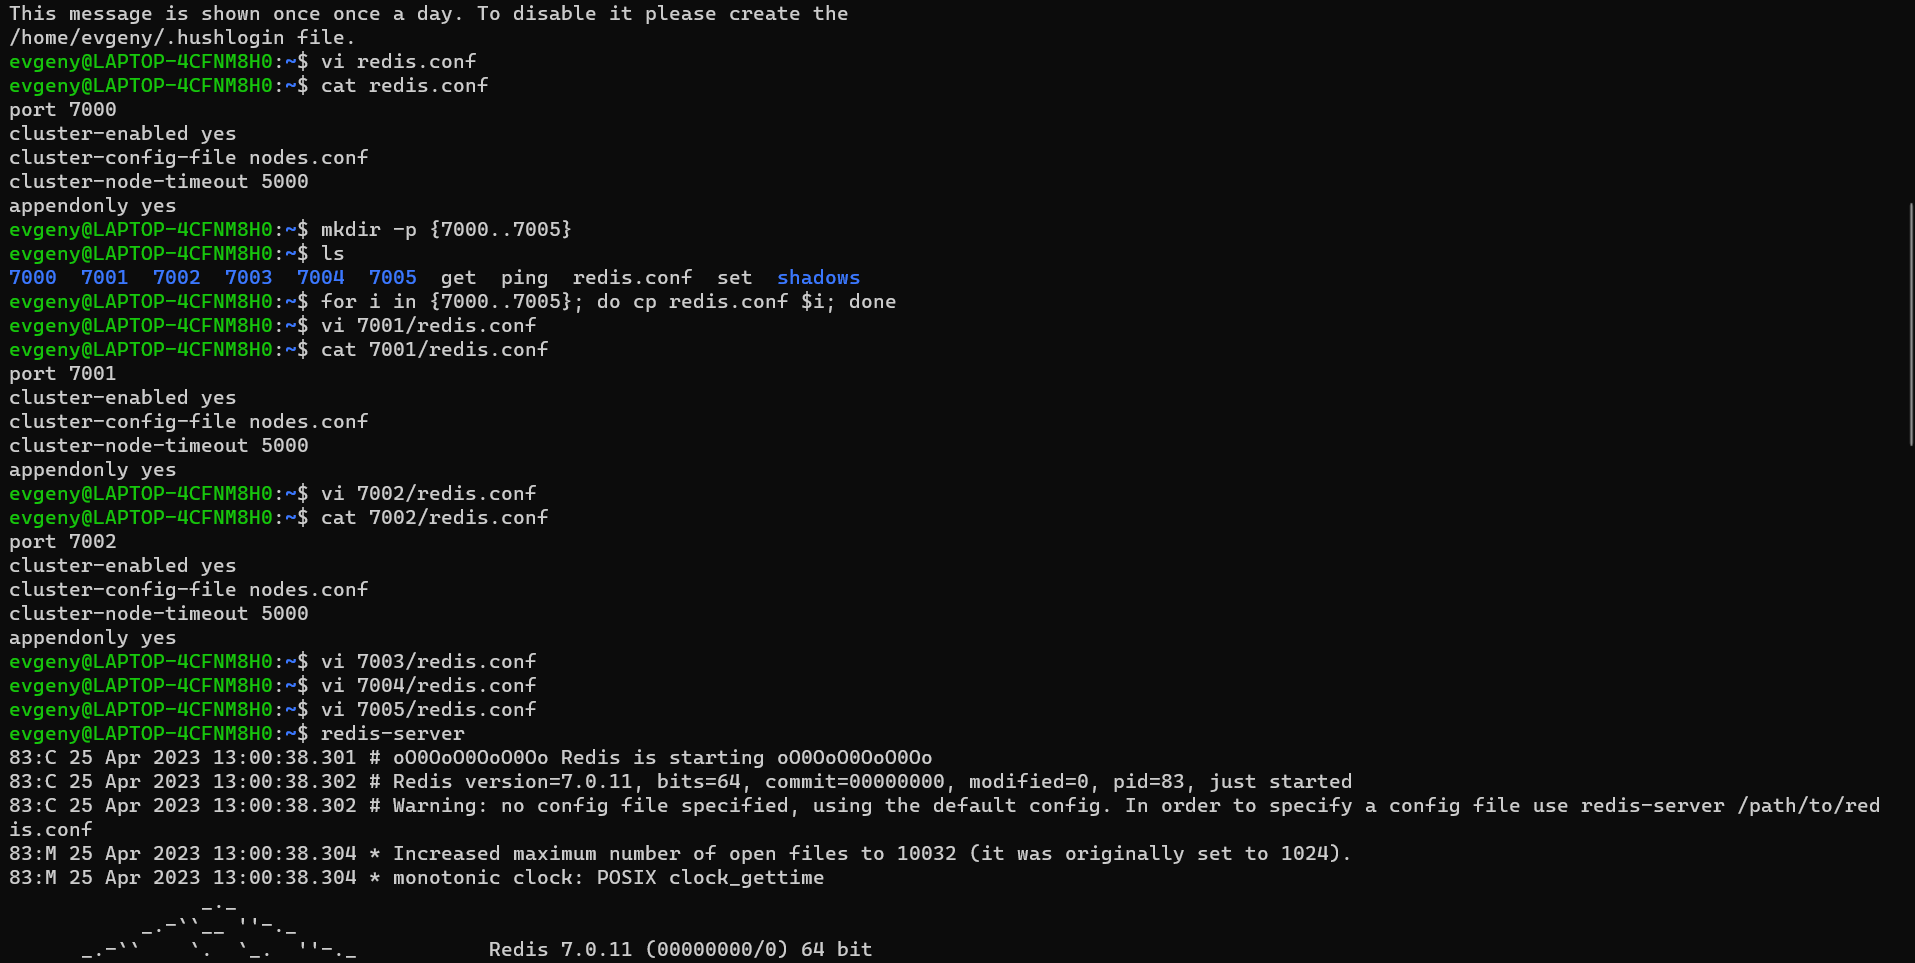 This message is shown once once a day. To disable it please create the
/home/evgeny/.hushlogin file.
evgeny@LAPTOP-4CFNM8H0:~$ vi redis.conf
evgeny@LAPTOP-4CFNM8H0:~$ cat redis.conf
port 7000
cluster-enabled yes
cluster-config-file nodes.conf
cluster-node-timeout 5000
appendonly yes
evgeny@LAPTOP-4CFNM8H0:~$ mkdir -p {7000..7005}
evgeny@LAPTOP-4CFNM8H0:~$ ls
7000  7001  7002  7003  7004  7005  get  ping  redis.conf  set  shadows
evgeny@LAPTOP-4CFNM8H0:~$ for i in {7000..7005}; do cp redis.conf $i; done
evgeny@LAPTOP-4CFNM8H0:~$ vi 7001/redis.conf
evgeny@LAPTOP-4CFNM8H0:~$ cat 7001/redis.conf
port 7001
cluster-enabled yes
cluster-config-file nodes.conf
cluster-node-timeout 5000
appendonly yes
evgeny@LAPTOP-4CFNM8H0:~$ vi 7002/redis.conf
evgeny@LAPTOP-4CFNM8H0:~$ cat 7002/redis.conf
port 7002
cluster-enabled yes
cluster-config-file nodes.conf
cluster-node-timeout 5000
appendonly yes
evgeny@LAPTOP-4CFNM8H0:~$ vi 7003/redis.conf
evgeny@LAPTOP-4CFNM8H0:~$ vi 7004/redis.conf
evgeny@LAPTOP-4CFNM8H0:~$ vi 7005/redis.conf
evgeny@LAPTOP-4CFNM8H0:~$ redis-server
83:C 25 Apr 2023 13:00:38.301 # oO0OoO0OoO0Oo Redis is starting oO0OoO0OoO0Oo
83:C 25 Apr 2023 13:00:38.302 # Redis version=7.0.11, bits=64, commit=00000000, modified=0, pid=83, just started
83:C 25 Apr 2023 13:00:38.302 # Warning: no config file specified, using the default config. In order to specify a config file use redis-server /path/to/red
is.conf
83:M 25 Apr 2023 13:00:38.304 * Increased maximum number of open files to 10032 (it was originally set to 1024).
83:M 25 Apr 2023 13:00:38.304 * monotonic clock: POSIX clock_gettime
                _._
           _.-``__ ''-._
      _.-``    `.  `_.  ''-._           Redis 7.0.11 (00000000/0) 64 bit